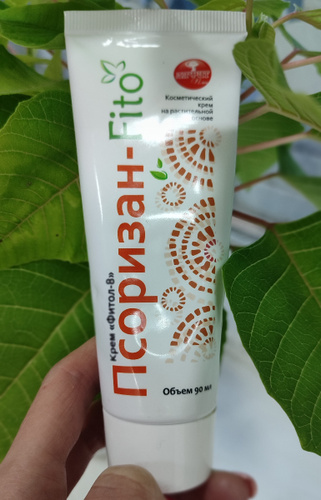 Косметический
крем
на растительной
основе
Псоризан-Fito
Крем «Фитол-8»
Объем 90 мл